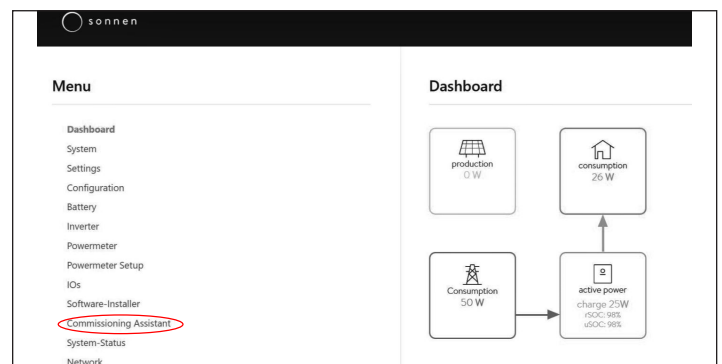 sonnen
Menu
Dashboard
System
Settings
Configuration
Battery
Inverter
Powermeter
Powermeter Setup
IOs
Software-Installer
Commissioning Assistant
System-Status
Network
Dashboard
production
0 W
consumption
26 W
Consumption
50 W
active power
charge 25W
rSOC: 98%
uSOC: 98%